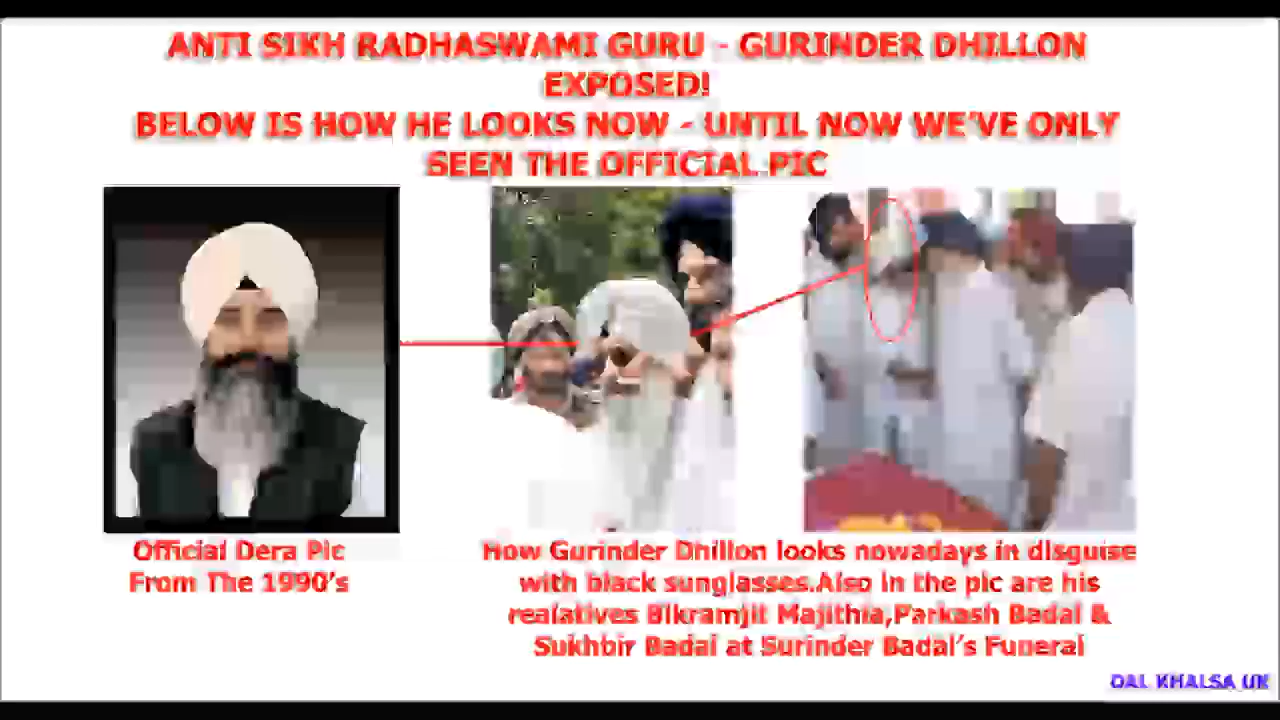 ANTI SIKH RADHASWAMI GURU - GURINDER DHILLON
EXPOSED!
BELOW IS HOW HE LOOKS NOW - UNTIL NOW WE'VE ONLY
SEEN THE OFFICIAL PIC
Official Dera Pic
From The 1990's
How Gurinder Dhillon looks nowadays in disguise
with black sunglasses.Also in the pic are his
realatives Bikramjit Majithia,Parkash Badal &
Sukhbir Badal at Surinder Badal's Funeral
DAL KHALSA UK